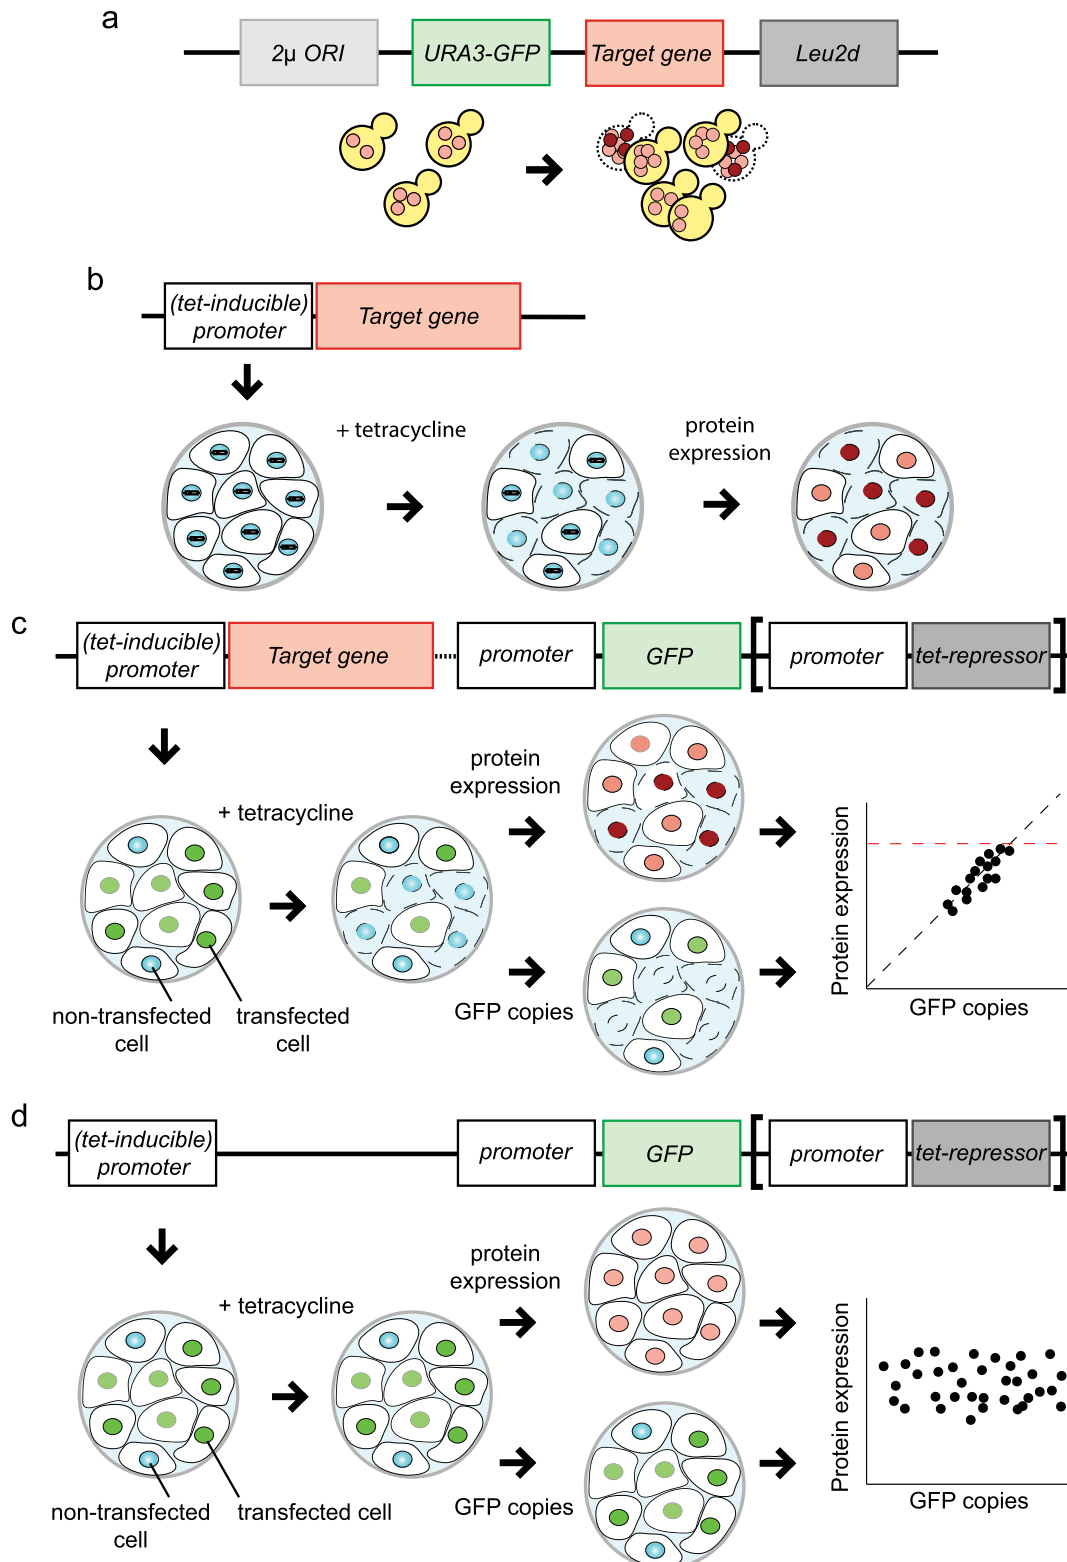 a
2µ ORI
URA3-GFP
Target gene
Leu2d
b
(tet-inducible)
promoter
Target gene
+ tetracycline
protein
expression
c
(tet-inducible)
promoter
Target gene
promoter
GFP
promoter
tet-repressor
+ tetracycline
protein
expression
GFP copies
non-transfected
cell
transfected
cell
Protein expression
GFP copies
d
(tet-inducible)
promoter
promoter
GFP
promoter
tet-repressor
+ tetracycline
protein
expression
GFP copies
non-transfected
cell
transfected cell
Protein expression
GFP copies